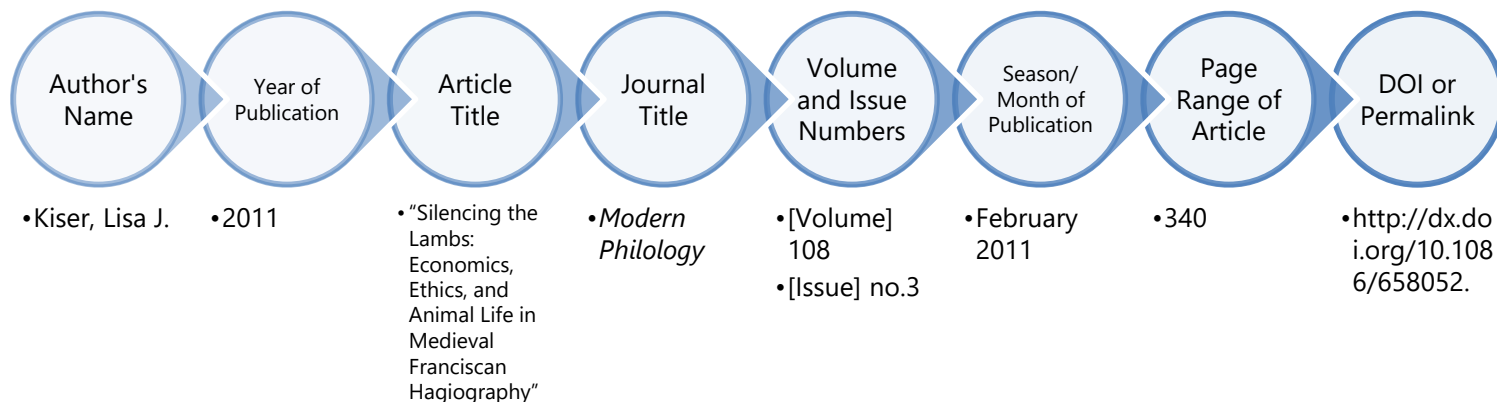 Author's
Name
Year of
Publication
Article
Title
Journal
Title
Volume
and Issue
Numbers
Season/
Month of
Publication
Page
Range of
Article
DOI or
Permalink
•Kiser, Lisa J.
•2011
•“Silencing the
Lambs:
Economics,
Ethics, and
Animal Life in
Medieval
Franciscan
Hagiography”
•Modern
Philology
•[Volume]
108
•[Issue] no.3
•February
2011
•340
•http://dx.do
i.org/10.108
6/658052.